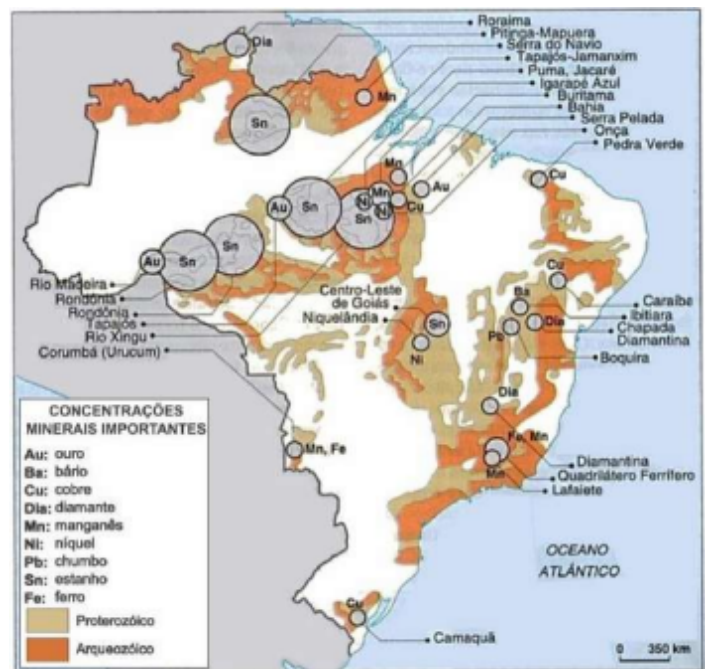 Roraima
Pitinga-Mapuera
Serra do Navio
Tapajós-Jamanxim
Puma, Jacaré
Igarapé Azul
Buritama
Bahia
Serra Pelada
Onça
Pedra Verde
Dia
Mn
Sn
Mn
Au
Cu
Mn
Ni
Ni
Cu
Sn
Au
Sn
Sn
Au
Sn
Cu
Rio Madeira
Rondônia
Rondônia
Tapajós
Rio Xingu
Corumbá (Urucum)
Centro-Leste
de Goiás
Niquelândia
Sn
Ni
Ba
Pb
Dia
Caraíba
Ibitiara
Chapada
Diamantina
Boquira
Dia
Fe, Mn
Mn
Mn, Fe
Diamantina
Quadrilátero Ferrífero
Lafaiete
CONCENTRAÇÕES
MINERAIS IMPORTANTES
Au: ouro
Ba: bário
Cu: cobre
Dia: diamante
Mn: manganês
Ni: níquel
Pb: chumbo
Sn: estanho
Fe: ferro
Proterozóico
Arqueozóico
Cu
Camaquã
OCEANO
ATLÂNTICO
0 350 km